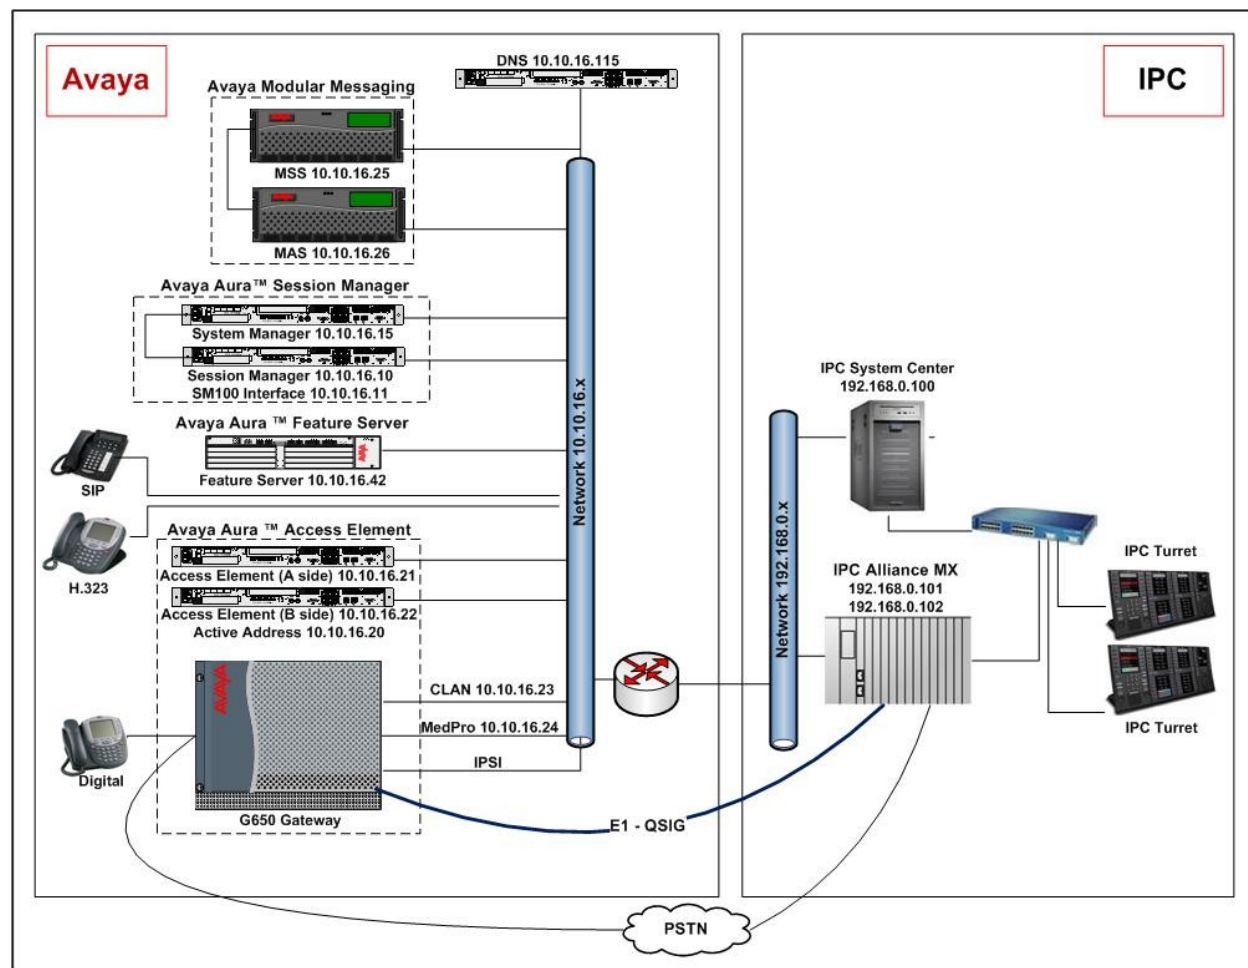 Avaya
IPC
DNS 10.10.16.115
Avaya Modular Messaging
AVAYA
MSS 10.10.16.25
AVAYA
MAS 10.10.16.26
Avaya Aura™ Session Manager
System Manager 10.10.16.15
Session Manager 10.10.16.10
SM100 Interface 10.10.16.11
Avaya Aura ™ Feature Server
AVAYA
Feature Server 10.10.16.42
SIP
H.323
Avaya Aura ™ Access Element
Access Element (A side) 10.10.16.21
Access Element (B side) 10.10.16.22
Active Address 10.10.16.20
AVAYA
CLAN 10.10.16.23
MedPro 10.10.16.24
IPSI
Digital
G650 Gateway
Network 10.10.16.x
Network 192.168.0.x
IPC System Center
192.168.0.100
IPC Alliance MX
192.168.0.101
192.168.0.102
IPC Turret
IPC Turret
E1 - QSIG
PSTN